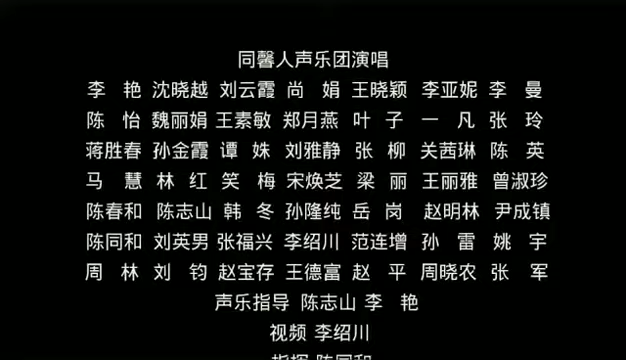 同馨人声乐团演唱
李 艳 沈晓越 刘云霞 尚 娟 王晓颖 李亚妮 李 曼
陈 怡 魏丽娟 王素敏 郑月燕 叶 子 一 凡 张 玲
蒋胜春 孙金霞 谭 姝 刘雅静 张 柳 关茜琳 陈 英
马 慧 林 红 笑 梅 宋焕芝 梁 丽 王丽雅 曾淑珍
陈春和 陈志山 韩 冬 孙隆纯 岳 岗 赵明林 尹成镇
陈同和 刘英男 张福兴 李绍川 范连增 孙 雷 姚 宇
周 林 刘 钧 赵宝存 王德富 赵 平 周晓农 张 军
声乐指导 陈志山 李 艳
视频 李绍川
指挥 陈同和